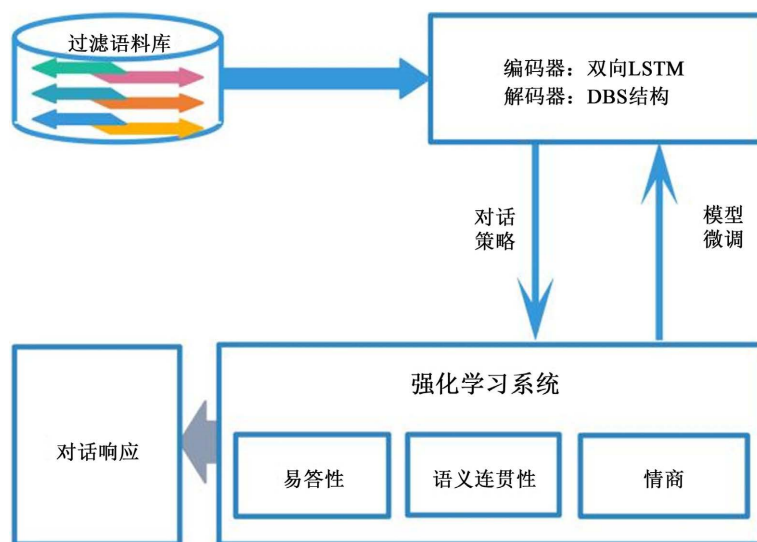 过滤语料库
编码器：双向LSTM
解码器：DBS结构
对话
策略
模型
微调
强化学习系统
对话响应
易答性
语义连贯性
情商